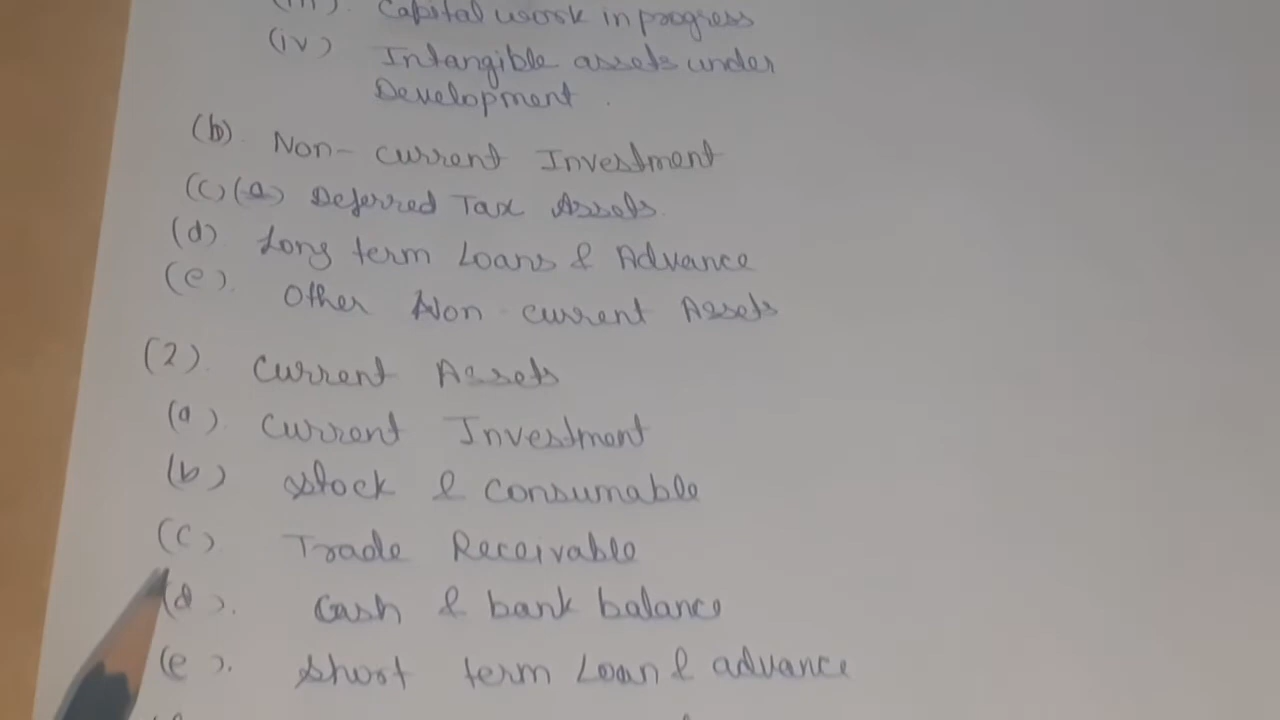 (iii). Capital work in progress
(iv) Intangible assets under
Development.
(b). Non-current Investment
(c) (a) Deferred Tax Assets.
(d) Long term Loans & Advance
(e). Other Non current Assets
(2). Current Assets
(a). Current Investment
(b) Stock & consumable
(c) Trade Receivable
(d). Cash & bank balance
(e). Short term Loan & advance